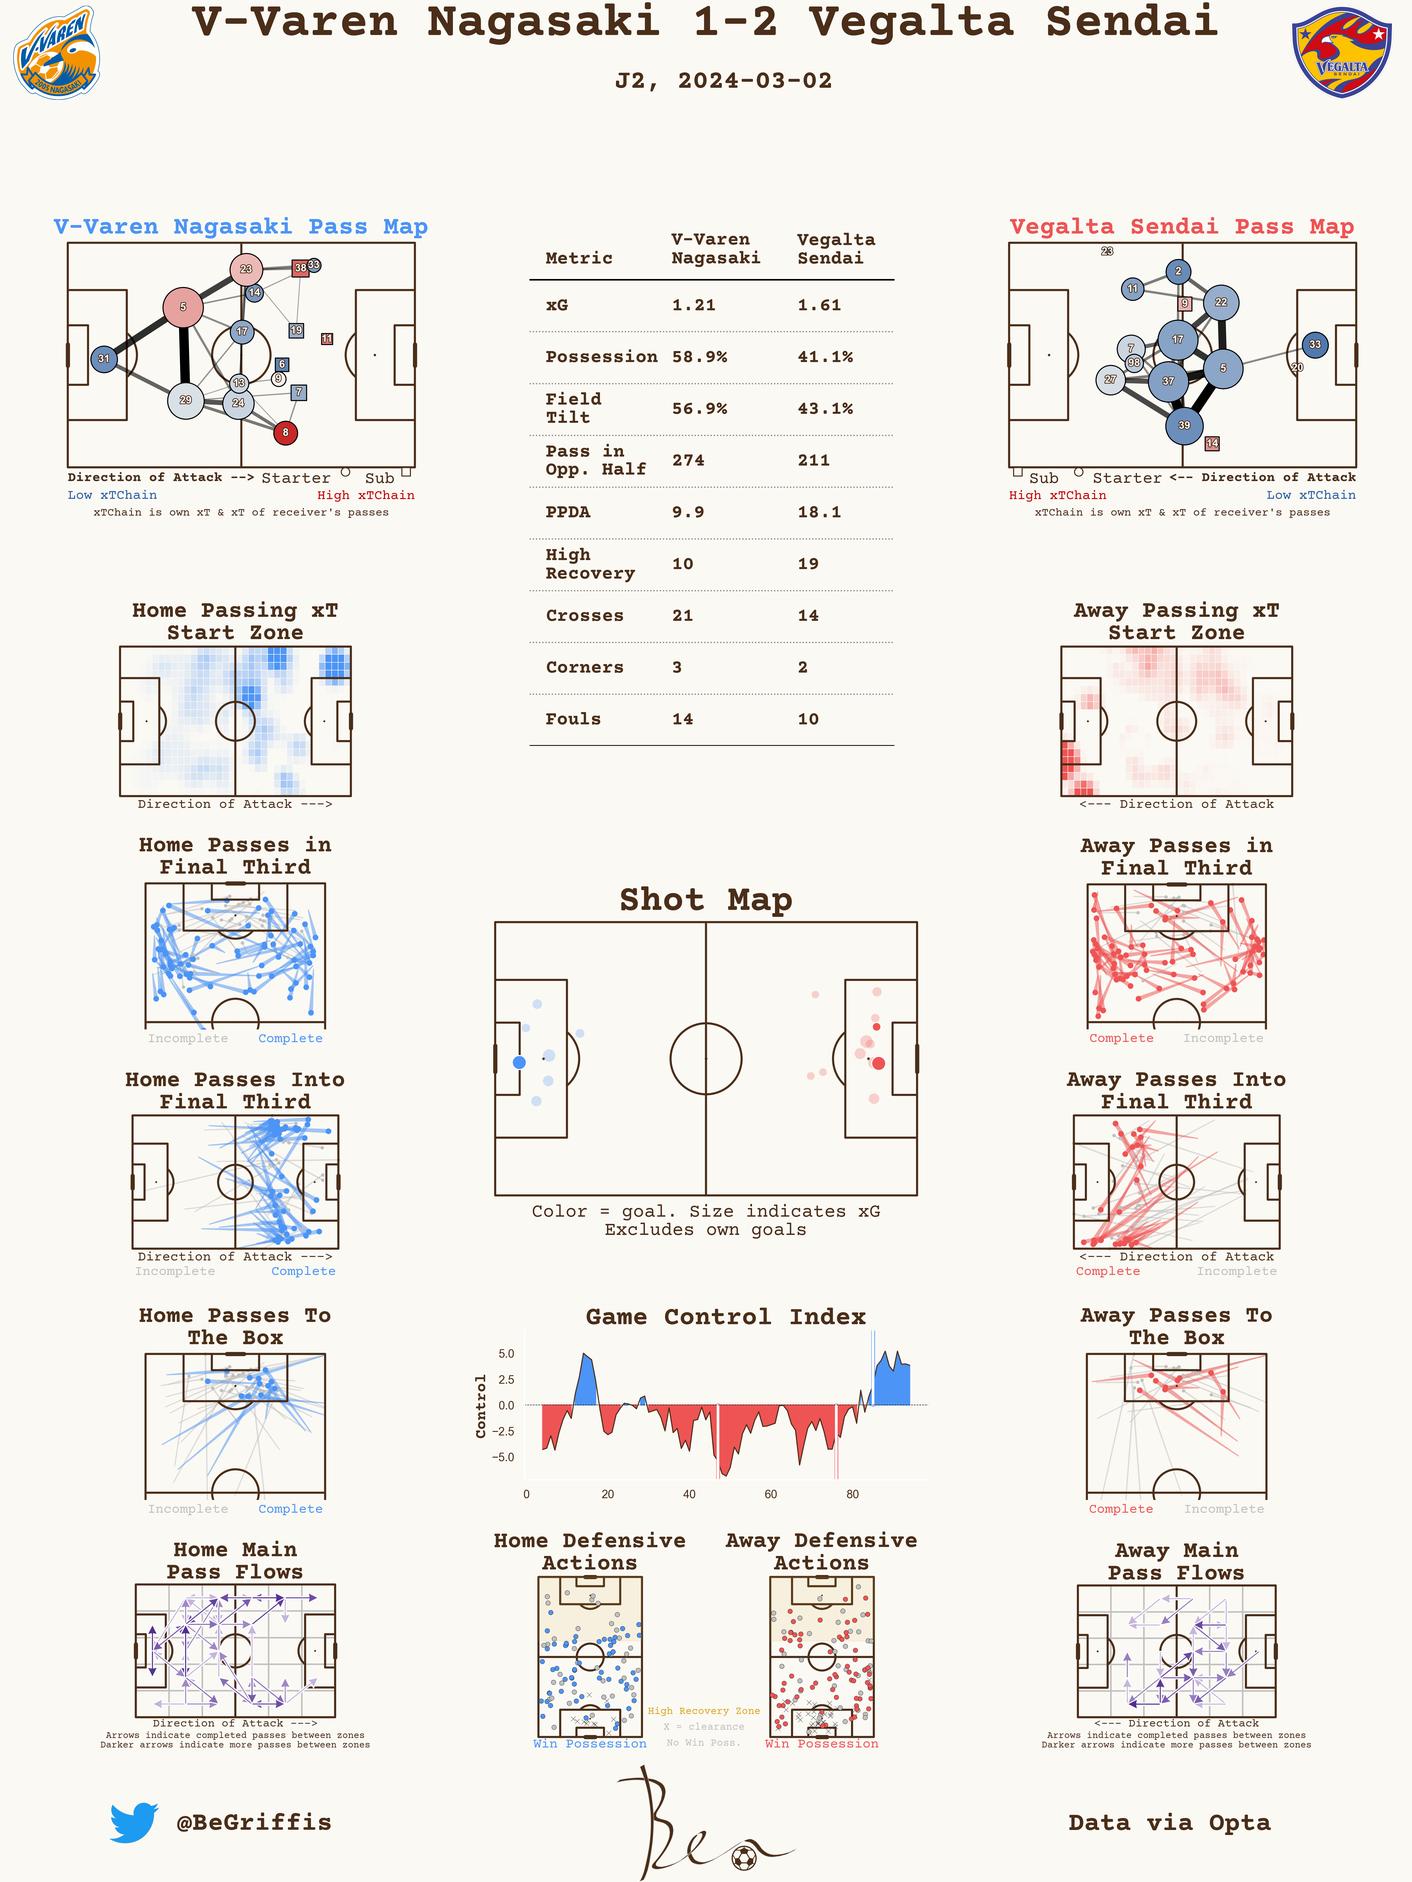 V-Varen Nagasaki 1-2 Vegalta Sendai
J2, 2024-03-02
V-VAREN
2005 NAGASAKI
VEGALTA
SENDAI
V-Varen Nagasaki Pass Map
23
38
33
14
5
17
19
11
31
6
9
13
7
29
24
8
Direction of Attack --> Starter Sub
Low xTChain High xTChain
xTChain is own xT & xT of receiver's passes
Metric V-Varen Nagasaki Vegalta Sendai
xG 1.21 1.61
Possession 58.9% 41.1%
Field Tilt 56.9% 43.1%
Pass in Opp. Half 274 211
PPDA 9.9 18.1
High Recovery 10 19
Crosses 21 14
Corners 3 2
Fouls 14 10
Vegalta Sendai Pass Map
23
2
11
9
22
17
7
98
33
5
20
27
37
39
14
Sub Starter <-- Direction of Attack
High xTChain Low xTChain
xTChain is own xT & xT of receiver's passes
Home Passing xT
Start Zone
Direction of Attack --->
Away Passing xT
Start Zone
<--- Direction of Attack
Home Passes in
Final Third
Incomplete Complete
Away Passes in
Final Third
Complete Incomplete
Shot Map
Color = goal. Size indicates xG
Excludes own goals
Home Passes Into
Final Third
Direction of Attack --->
Incomplete Complete
Away Passes Into
Final Third
<--- Direction of Attack
Complete Incomplete
Home Passes To
The Box
Incomplete Complete
Game Control Index
Control
5.0
2.5
0.0
−2.5
−5.0
0 20 40 60 80
Away Passes To
The Box
Complete Incomplete
Home Main
Pass Flows
Direction of Attack --->
Arrows indicate completed passes between zones
Darker arrows indicate more passes between zones
Home Defensive
Actions
Win Possession
High Recovery Zone
X = clearance
No Win Poss.
Away Defensive
Actions
Win Possession
Away Main
Pass Flows
<--- Direction of Attack
Arrows indicate completed passes between zones
Darker arrows indicate more passes between zones
@BeGriffis
Ben
Data via Opta